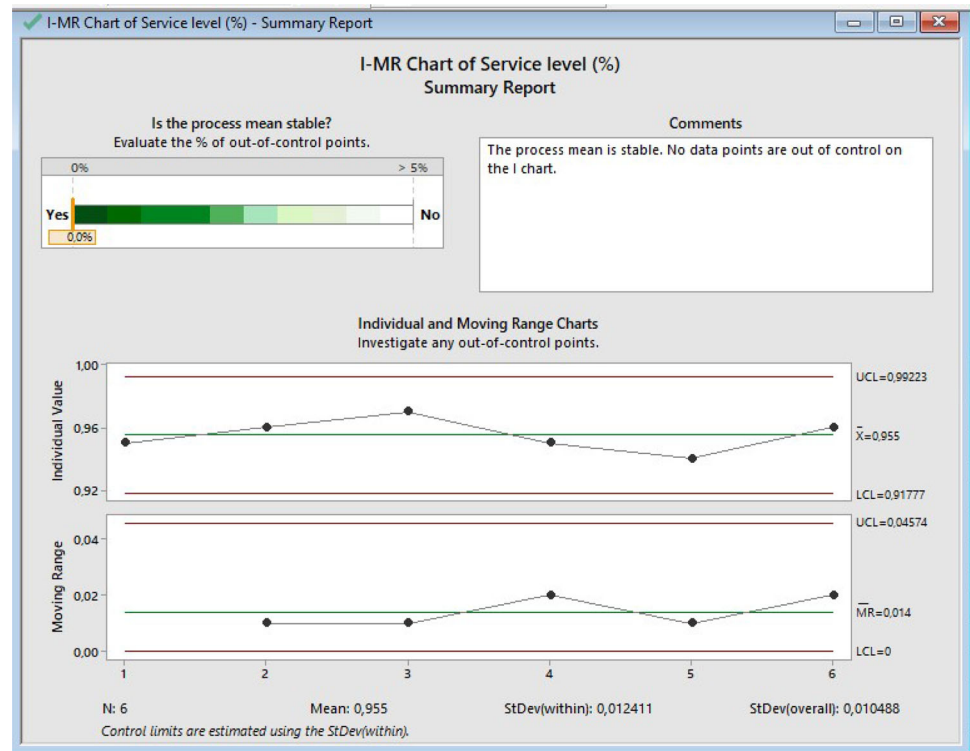 I-MR Chart of Service level (%) - Summary Report
I-MR Chart of Service level (%)
Summary Report
Is the process mean stable?
Evaluate the % of out-of-control points.
0%
> 5%
Yes
No
0,0%
Comments
The process mean is stable. No data points are out of control on
the I chart.
Individual and Moving Range Charts
Investigate any out-of-control points.
Individual Value
1,00
0,96
0,92
UCL=0,99223
X̄=0,955
LCL=0,91777
Moving Range
0,04
0,02
0,00
UCL=0,04574
M̅R̅=0,014
LCL=0
1 2 3 4 5 6
N: 6 Mean: 0,955 StDev(within): 0,012411 StDev(overall): 0,010488
Control limits are estimated using the StDev(within).